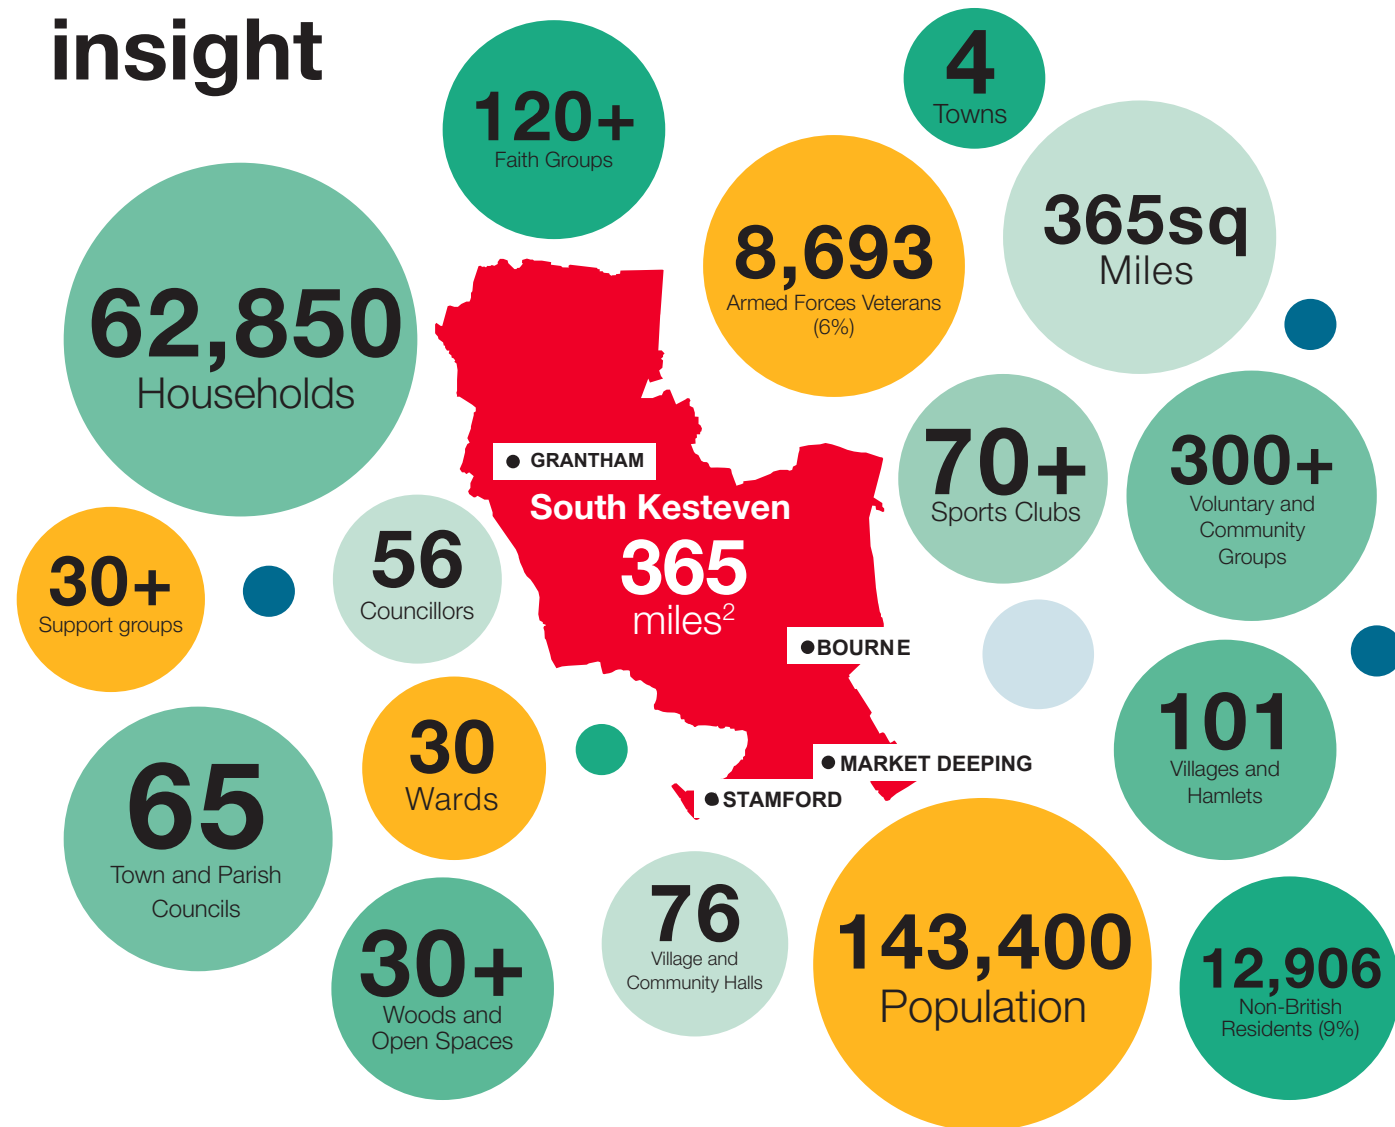 insight
120+
Faith Groups
4
Towns
365sq
Miles
8,693
Armed Forces Veterans
(6%)
62,850
Households
GRANTHAM
South Kesteven
365
miles²
BOURNE
MARKET DEEPING
STAMFORD
70+
Sports Clubs
300+
Voluntary and
Community
Groups
30+
Support groups
56
Councillors
30
Wards
101
Villages and
Hamlets
65
Town and Parish
Councils
30+
Woods and
Open Spaces
76
Village and
Community Halls
143,400
Population
12,906
Non-British
Residents (9%)